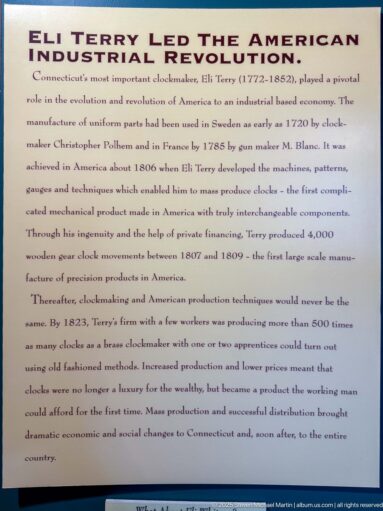 ELI TERRY LED THE AMERICAN
INDUSTRIAL REVOLUTION.
Connecticut's most important clockmaker, Eli Terry (1772-1852), played a pivotal
role in the evolution and revolution of America to an industrial based economy. The
manufacture of uniform parts had been used in Sweden as early as 1720 by clock-
maker Christopher Polhem and in France by 1785 by gun maker M. Blanc. It was
achieved in America about 1806 when Eli Terry developed the machines, patterns,
gauges and techniques which enabled him to mass produce clocks - the first compli-
cated mechanical product made in America with truly interchangeable components.
Through his ingenuity and the help of private financing, Terry produced 4,000
wooden gear clock movements between 1807 and 1809 - the first large scale manu-
facture of precision products in America.
Thereafter, clockmaking and American production techniques would never be the
same. By 1823, Terry's firm with a few workers was producing more than 500 times
as many clocks as a brass clockmaker with one or two apprentices could turn out
using old fashioned methods. Increased production and lower prices meant that
clocks were no longer a luxury for the wealthy, but became a product the working man
could afford for the first time. Mass production and successful distribution brought
dramatic economic and social changes to Connecticut and, soon after, to the entire
country.
© 2025 Steven Michael Martin | album.us.com | all rights reserved